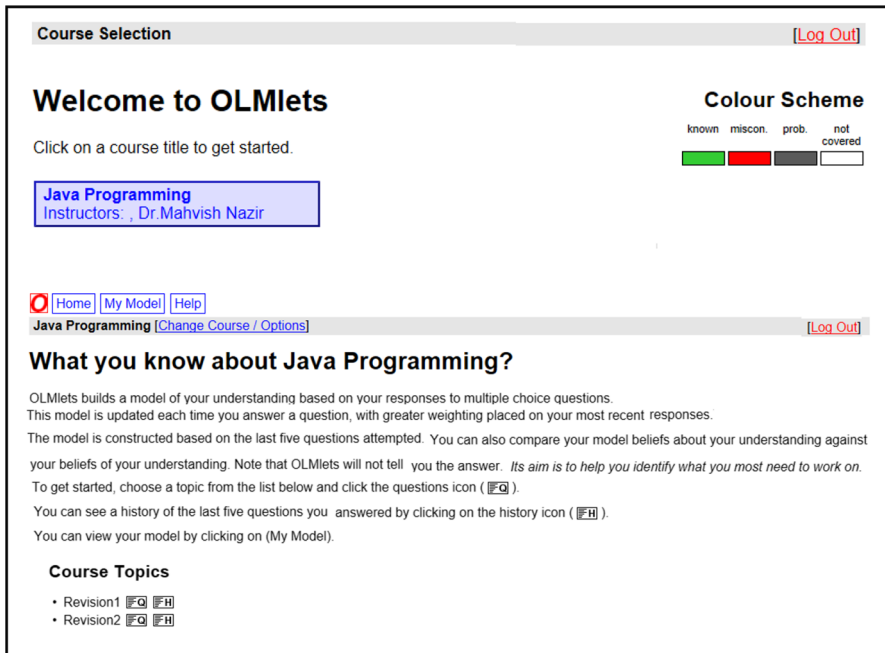 Course Selection [Log Out]
Welcome to OLMlets
Colour Scheme
known miscon. prob. not covered
Click on a course title to get started.
Java Programming
Instructors: , Dr.Mahvish Nazir
O Home My Model Help
Java Programming [Change Course / Options] [Log Out]
What you know about Java Programming?
OLMlets builds a model of your understanding based on your responses to multiple choice questions.
This model is updated each time you answer a question, with greater weighting placed on your most recent responses.
The model is constructed based on the last five questions attempted. You can also compare your model beliefs about your understanding against
your beliefs of your understanding. Note that OLMlets will not tell you the answer. Its aim is to help you identify what you most need to work on.
To get started, choose a topic from the list below and click the questions icon ( Q ).
You can see a history of the last five questions you answered by clicking on the history icon ( H ).
You can view your model by clicking on (My Model).
Course Topics
• Revision1 Q H
• Revision2 Q H